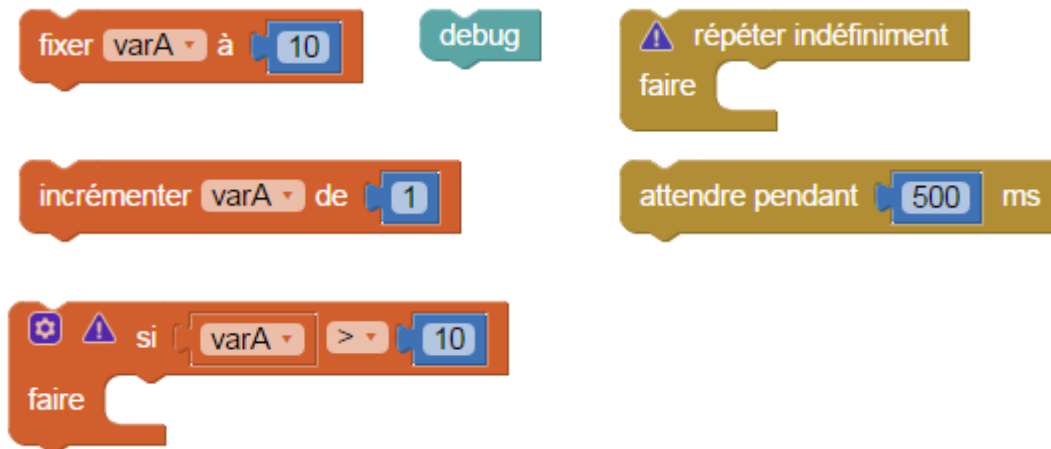 fixer varA à 10
debug
répéter indéfiniment
faire
incrémenter varA de 1
attendre pendant 500 ms
si varA > 10
faire